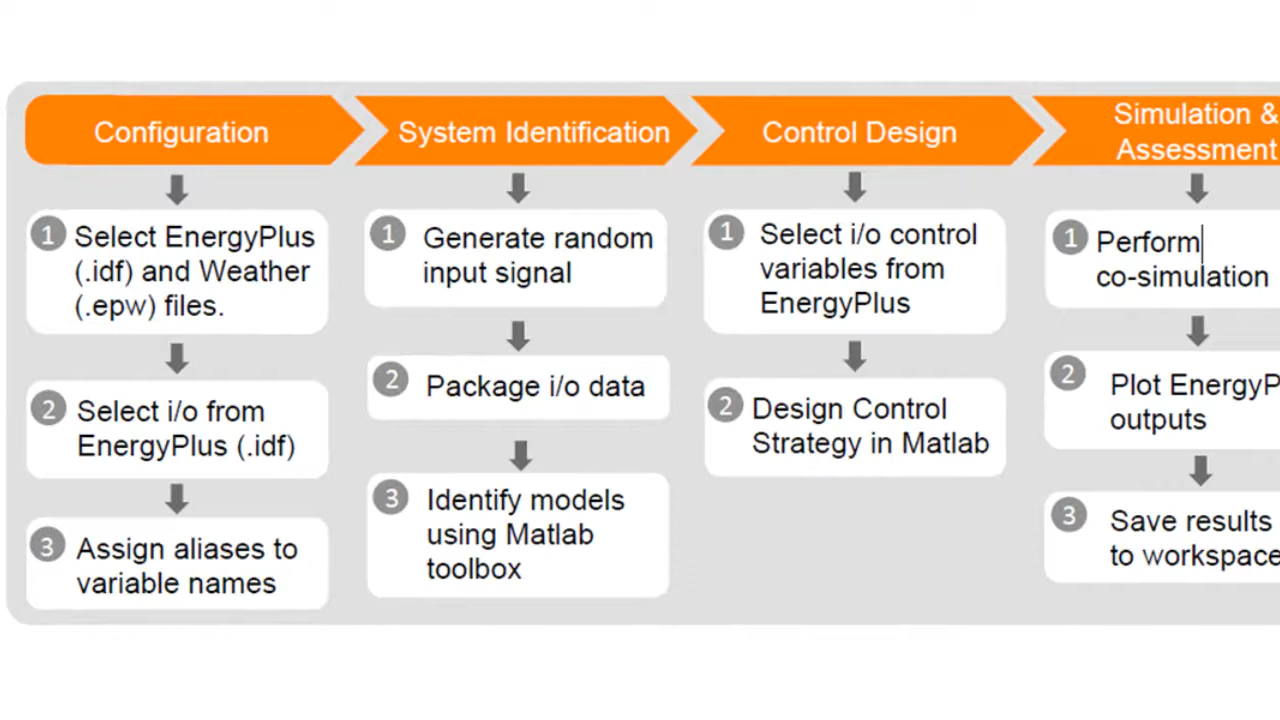 Configuration
1 Select EnergyPlus
(.idf) and Weather
(.epw) files.
2 Select i/o from
EnergyPlus (.idf)
3 Assign aliases to
variable names
System Identification
1 Generate random
input signal
2 Package i/o data
3 Identify models
using Matlab
toolbox
Control Design
1 Select i/o control
variables from
EnergyPlus
2 Design Control
Strategy in Matlab
Simulation &
Assessment
1 Perform
co-simulation
2 Plot EnergyP
outputs
3 Save results
to workspace